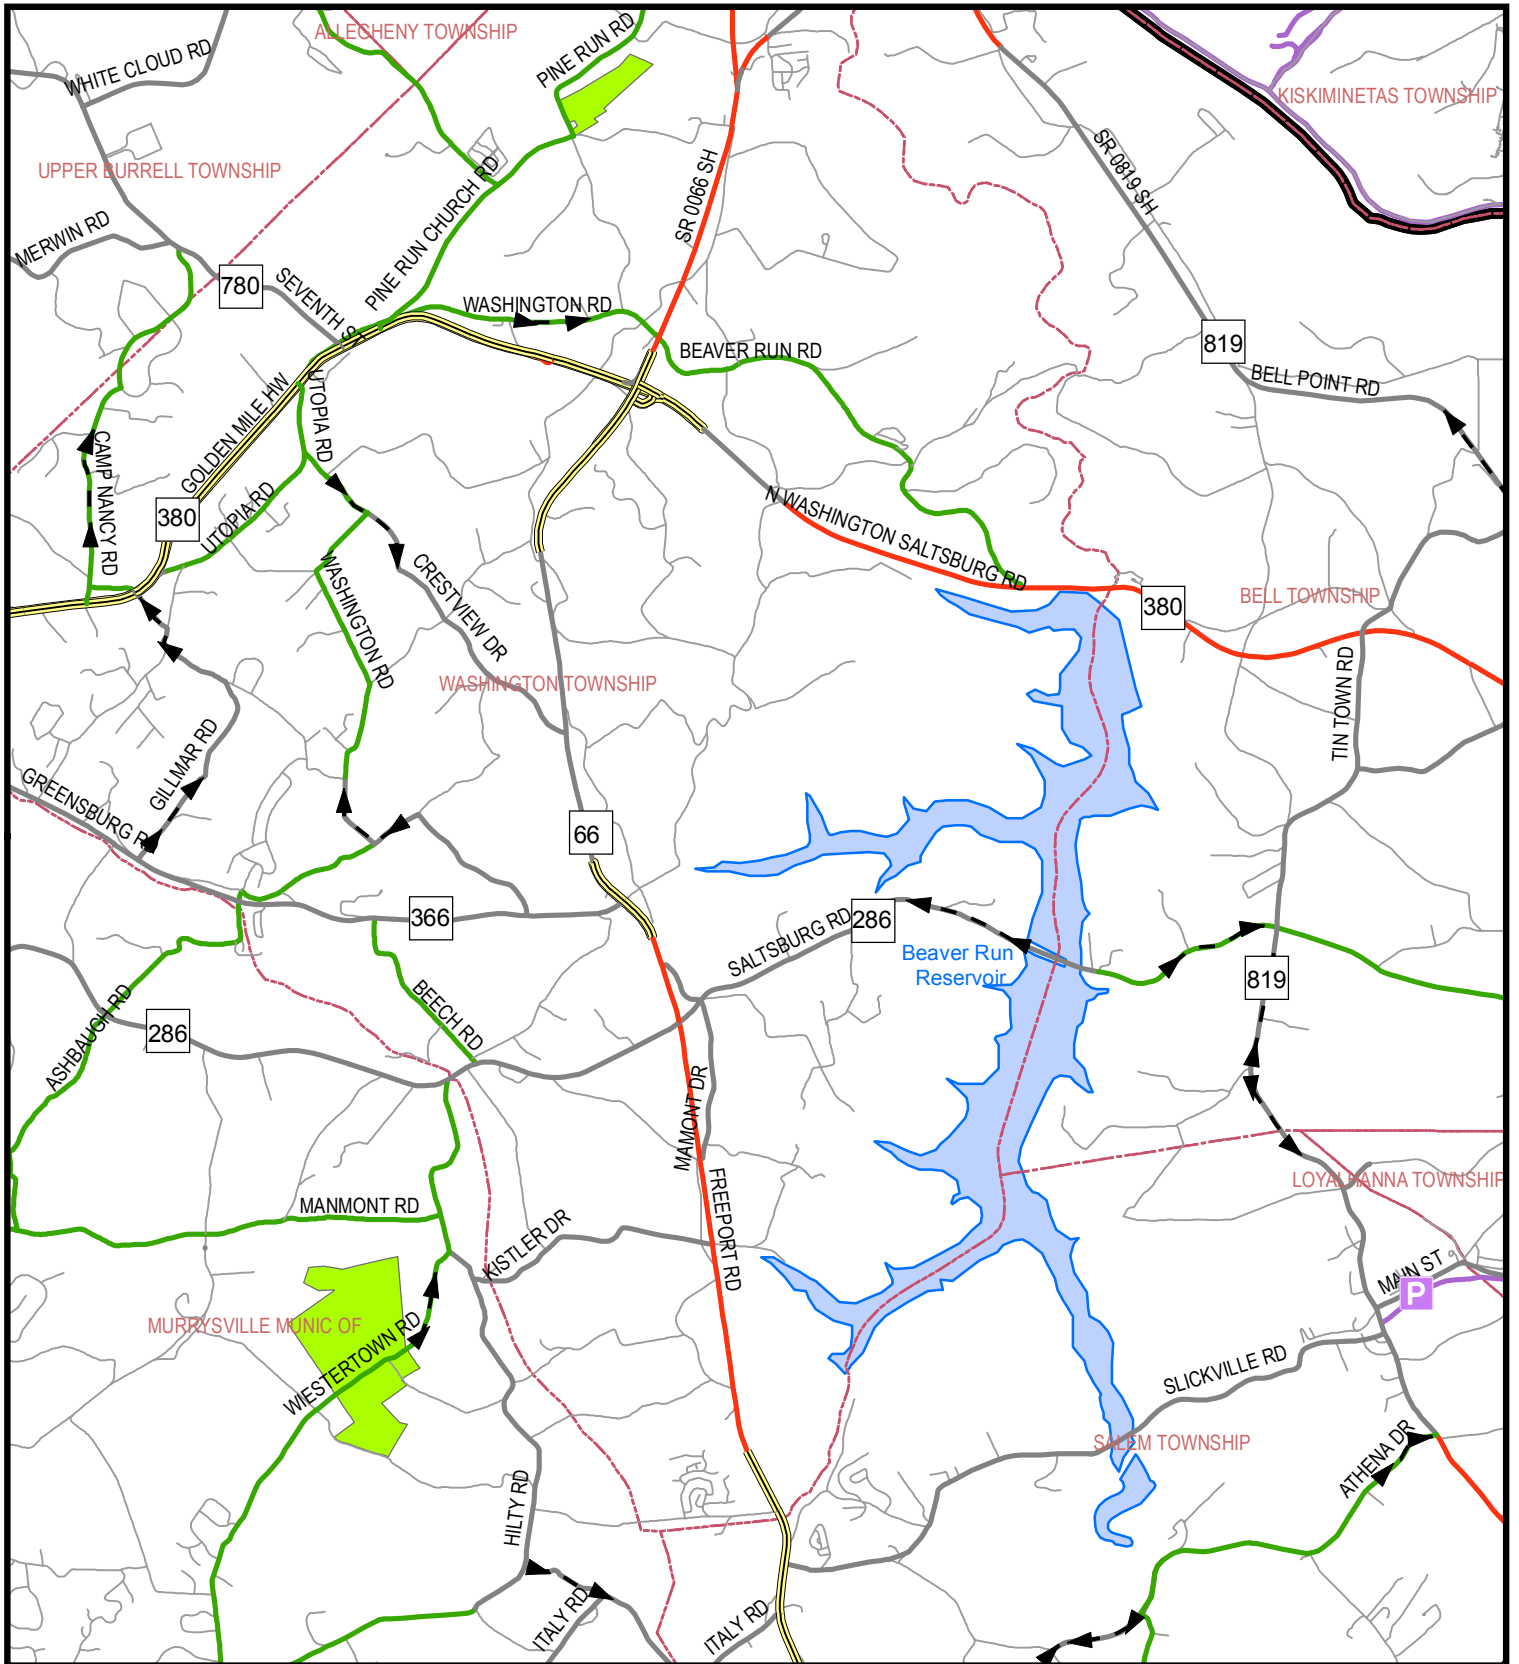 ALLEGHENY TOWNSHIP
PINE RUN RD
WHITE CLOUD RD
KISKIMINETAS TOWNSHIP
UPPER BURRELL TOWNSHIP
SR 0066 SH
SR 0819 SH
MERWIN RD
PINE RUN CHURCH RD
780
SEVENTH ST
WASHINGTON RD
BEAVER RUN RD
819
BELL POINT RD
GOLDEN MILE HW
UTOPIA RD
CAMP NANCY RD
380
UTOPIA RD
N WASHINGTON SALTSBURG RD
WASHINGTON RD
CRESTVIEW DR
380
BELL TOWNSHIP
WASHINGTON TOWNSHIP
TIN TOWN RD
GILLMAR RD
GREENSBURG RD
66
366
SALTSBURG RD
286
Beaver Run
Reservoir
819
BEECH RD
ASHBAUGH RD
286
MAMONT DR
LOYALHANNA TOWNSHIP
MANMONT RD
FREEPORT RD
KISTLER DR
MAIN ST
P
MURRYSVILLE MUNIC OF
WIESTERTOWN RD
SLICKVILLE RD
SALEM TOWNSHIP
ATHENA DR
HILTY RD
ITALY RD
ITALY RD